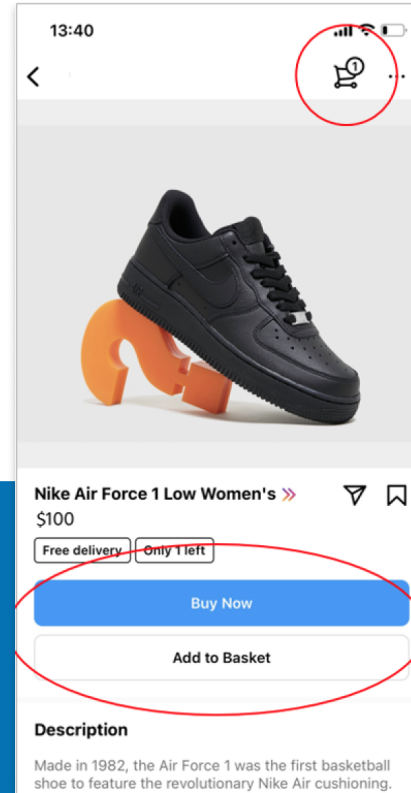 13:40
1
Nike Air Force 1 Low Women's
$100
Free delivery Only 1 left
Buy Now
Add to Basket
Description
Made in 1982, the Air Force 1 was the first basketball
shoe to feature the revolutionary Nike Air cushioning.